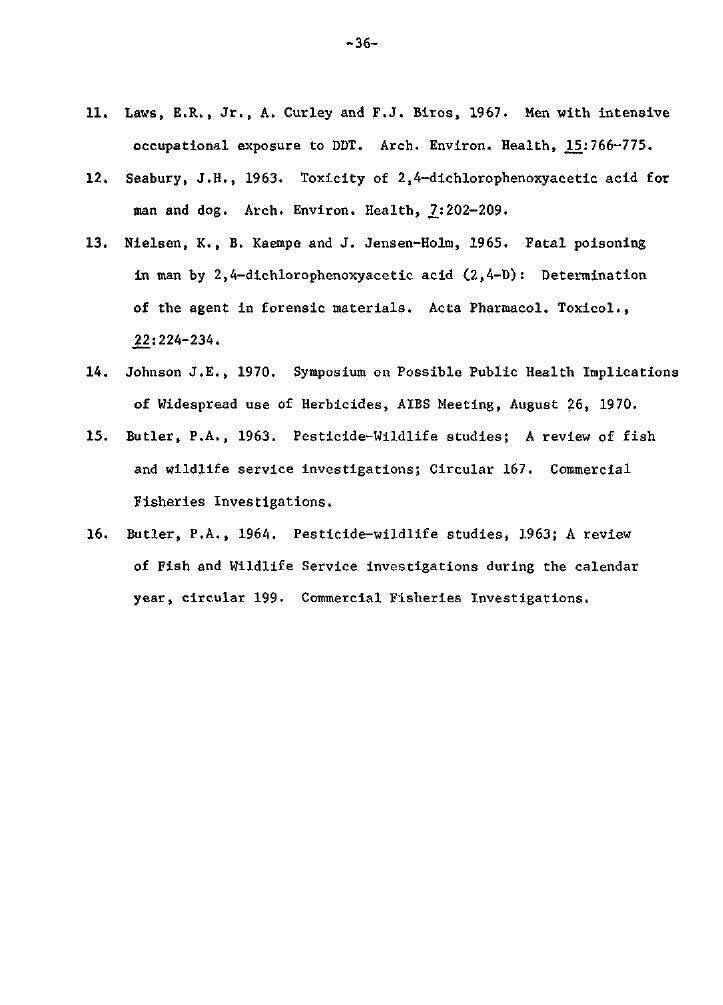 -36-
11. Laws, E.R., Jr., A. Curley and F.J. Biros, 1967. Men with intensive
occupational exposure to DDT. Arch. Environ. Health, 15:766-775.
12. Seabury, J.H., 1963. Toxicity of 2,4-dichlorophenoxyacetic acid for
man and dog. Arch. Environ. Health, 7:202-209.
13. Nielsen, K., B. Kaempe and J. Jensen-Holm, 1965. Fatal poisoning
in man by 2,4-dichlorophenoxyacetic acid (2,4-D): Determination
of the agent in forensic materials. Acta Pharmacol. Toxicol.,
22:224-234.
14. Johnson J.E., 1970. Symposium on Possible Public Health Implications
of Widespread use of Herbicides, AIBS Meeting, August 26, 1970.
15. Butler, P.A., 1963. Pesticide-Wildlife studies; A review of fish
and wildlife service investigations; Circular 167. Commercial
Fisheries Investigations.
16. Butler, P.A., 1964. Pesticide-wildlife studies, 1963; A review
of Fish and Wildlife Service investigations during the calendar
year, circular 199. Commercial Fisheries Investigations.